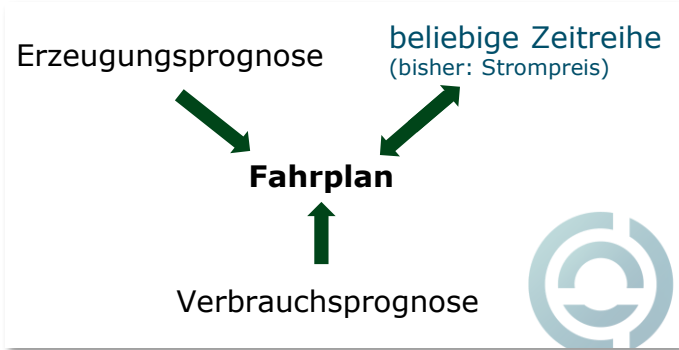 Erzeugungsprognose
beliebige Zeitreihe
(bisher: Strompreis)
Fahrplan
Verbrauchsprognose